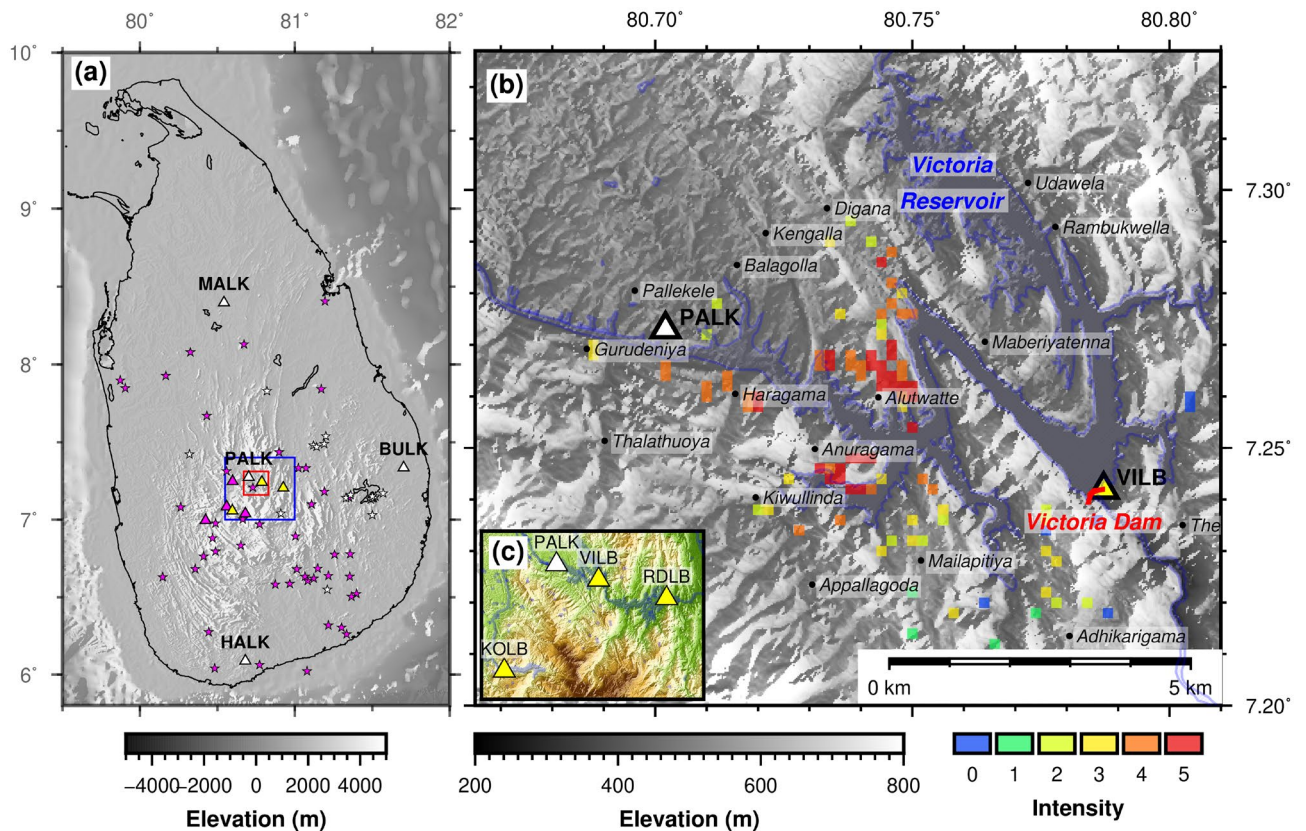 80˚
81˚
82˚
10˚
9˚
8˚
7˚
6˚
(a)
MALK
BULK
PALK
HALK
−4000 −2000 0 2000 4000
Elevation (m)
80.70˚
80.75˚
80.80˚
(b)
Victoria
Reservoir
Udawela
Digana
Rambukwella
Kengalla
Balagolla
Pallekele
PALK
Gurudeniya
Maberiyatenna
Haragama
Alutwatte
Thalathuoya
Anuragama
Kiwullinda
VILB
Victoria Dam
The
Mailapitiya
Appallagoda
Adhikarigama
7.30˚
7.25˚
7.20˚
0 km
5 km
(c)
PALK
VILB
RDLB
KOLB
200 300 400 500 600 700 800
Elevation (m)
0 1 2 3 4 5
Intensity